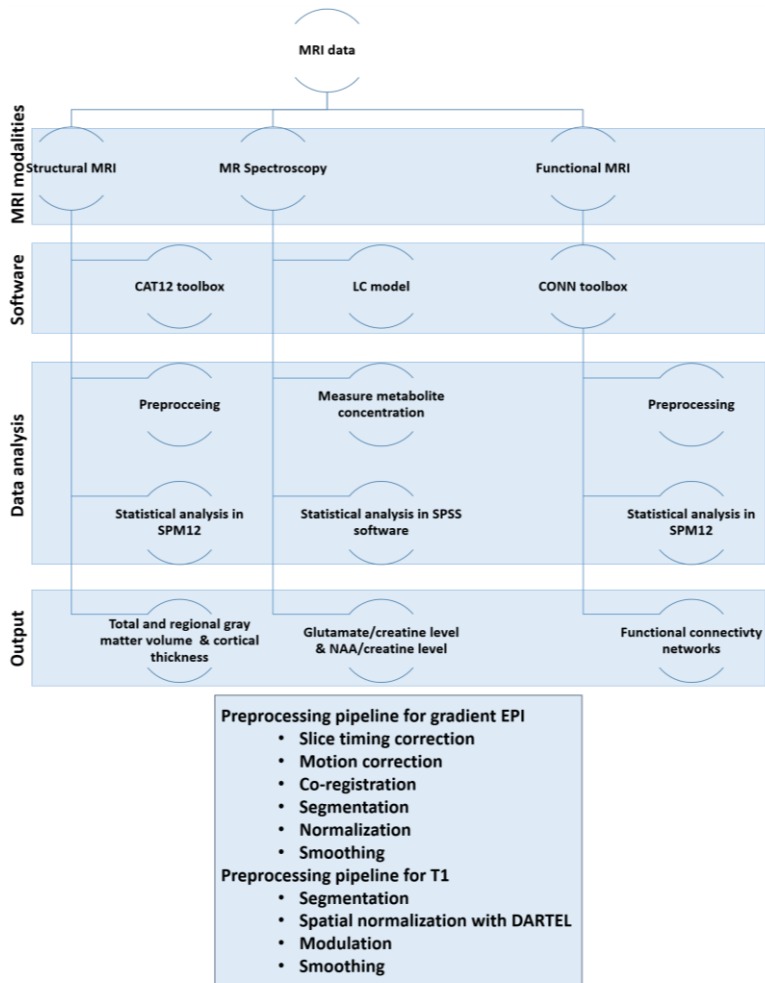 MRI data
MRI modalities
Structural MRI
MR Spectroscopy
Functional MRI
Software
CAT12 toolbox
LC model
CONN toolbox
Data analysis
Preprocceing
Measure metabolite
concentration
Preprocessing
Statistical analysis in
SPM12
Statistical analysis in SPSS
software
Statistical analysis in
SPM12
Output
Total and regional gray
matter volume & cortical
thickness
Glutamate/creatine level
& NAA/creatine level
Functional connectivty
networks
Preprocessing pipeline for gradient EPI
• Slice timing correction
• Motion correction
• Co-registration
• Segmentation
• Normalization
• Smoothing
Preprocessing pipeline for T1
• Segmentation
• Spatial normalization with DARTEL
• Modulation
• Smoothing